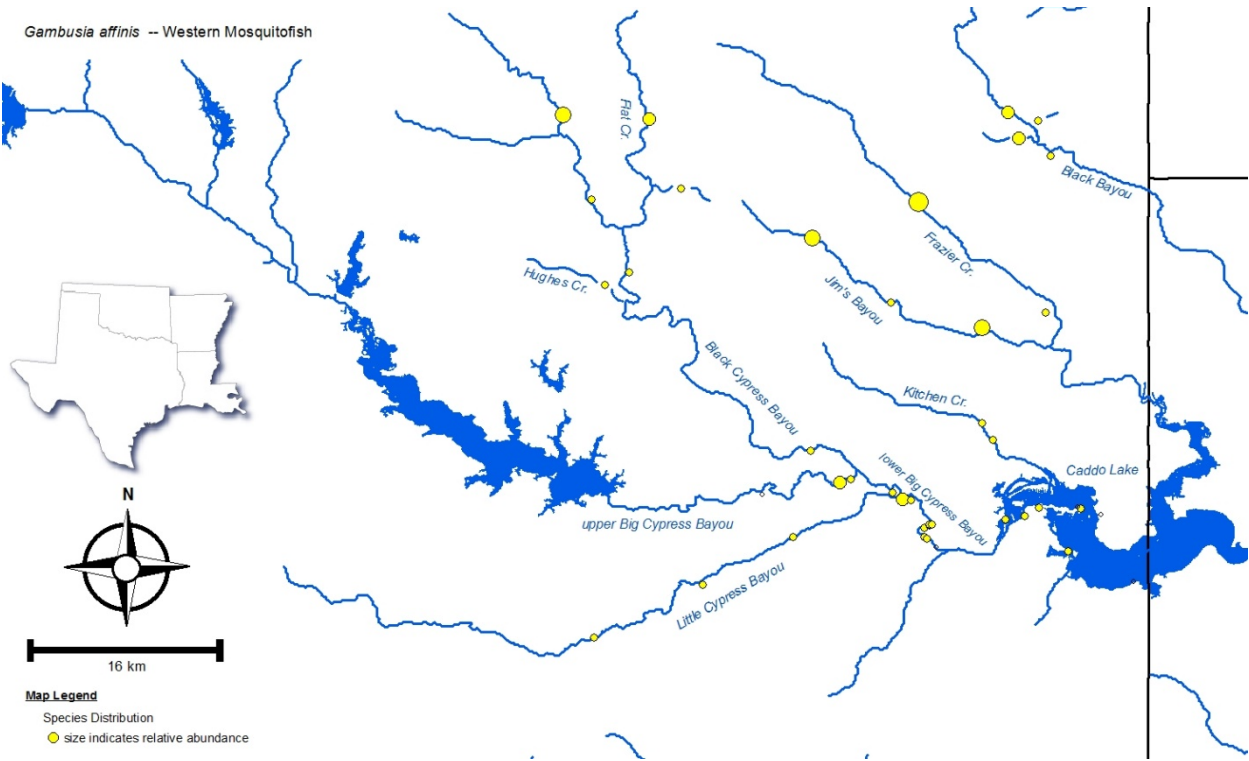 Gambusia affinis -- Western Mosquitofish
Flat Cr.
Black Bayou
Frazier Cr.
Hughes Cr.
Jim's Bayou
Black Cypress Bayou
Kitchen Cr.
Caddo Lake
lower Big Cypress Bayou
upper Big Cypress Bayou
Little Cypress Bayou
N
16 km
Map Legend
Species Distribution
size indicates relative abundance